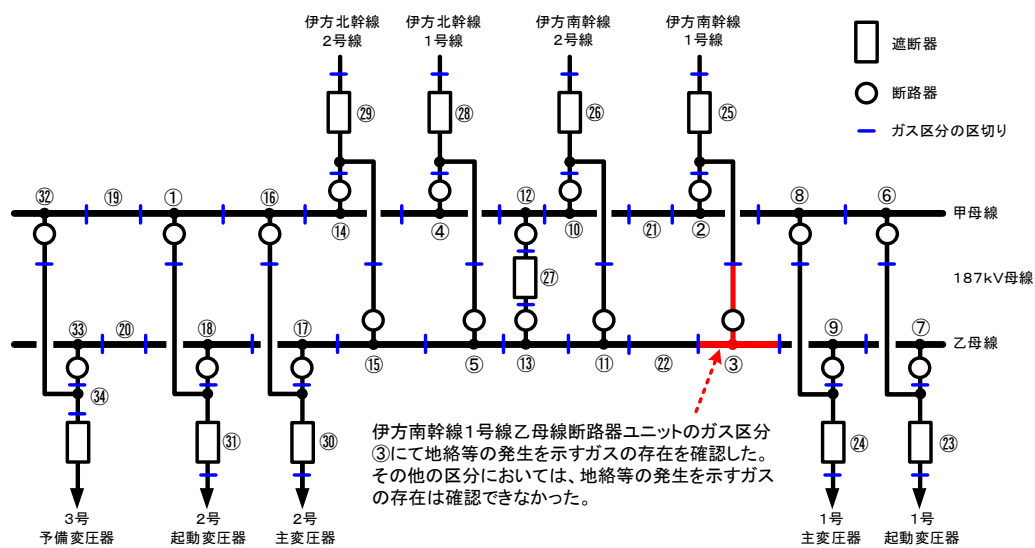 伊方北幹線
2号線
伊方北幹線
1号線
伊方南幹線
2号線
伊方南幹線
1号線
遮断器
断路器
ガス区分の区切り
㉙
㉘
㉖
㉕
㉜
⑲
①
⑯
⑭
④
⑫
⑩
㉑
②
⑧
⑥
甲母線
㉗
187kV母線
㉝
⑳
⑱
⑰
⑮
⑤
⑬
⑪
㉒
③
⑨
⑦
乙母線
㉞
㉛
㉚
㉔
㉓
伊方南幹線1号線乙母線断路器ユニットのガス区分
③にて地絡等の発生を示すガスの存在を確認した。
その他の区分においては、地絡等の発生を示すガス
の存在は確認できなかった。
3号
予備変圧器
2号
起動変圧器
2号
主変圧器
1号
主変圧器
1号
起動変圧器